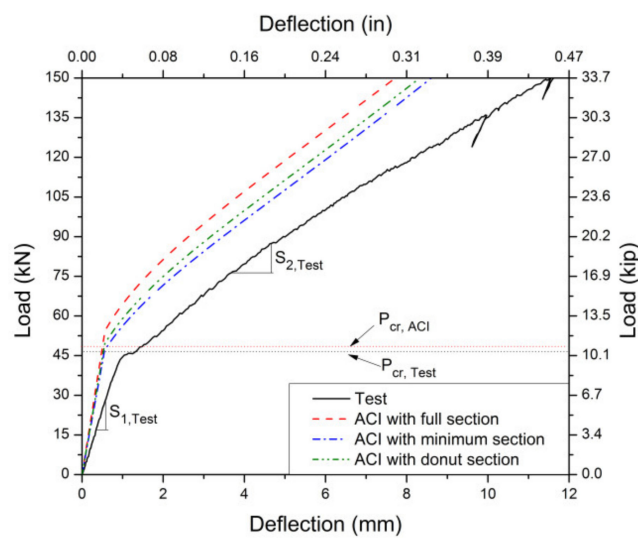 Deflection (in)
0.00 0.08 0.16 0.24 0.31 0.39 0.47
150 33.7
135 30.3
120 27.0
105 23.6
90 20.2
75 16.9
60 13.5
45 10.1
30 6.7
15 3.4
0 0.0
Load (kN)
Load (kip)
S2,Test
Pcr, ACI
Pcr, Test
S1,Test
Test
ACI with full section
ACI with minimum section
ACI with donut section
0 2 4 6 8 10 12
Deflection (mm)